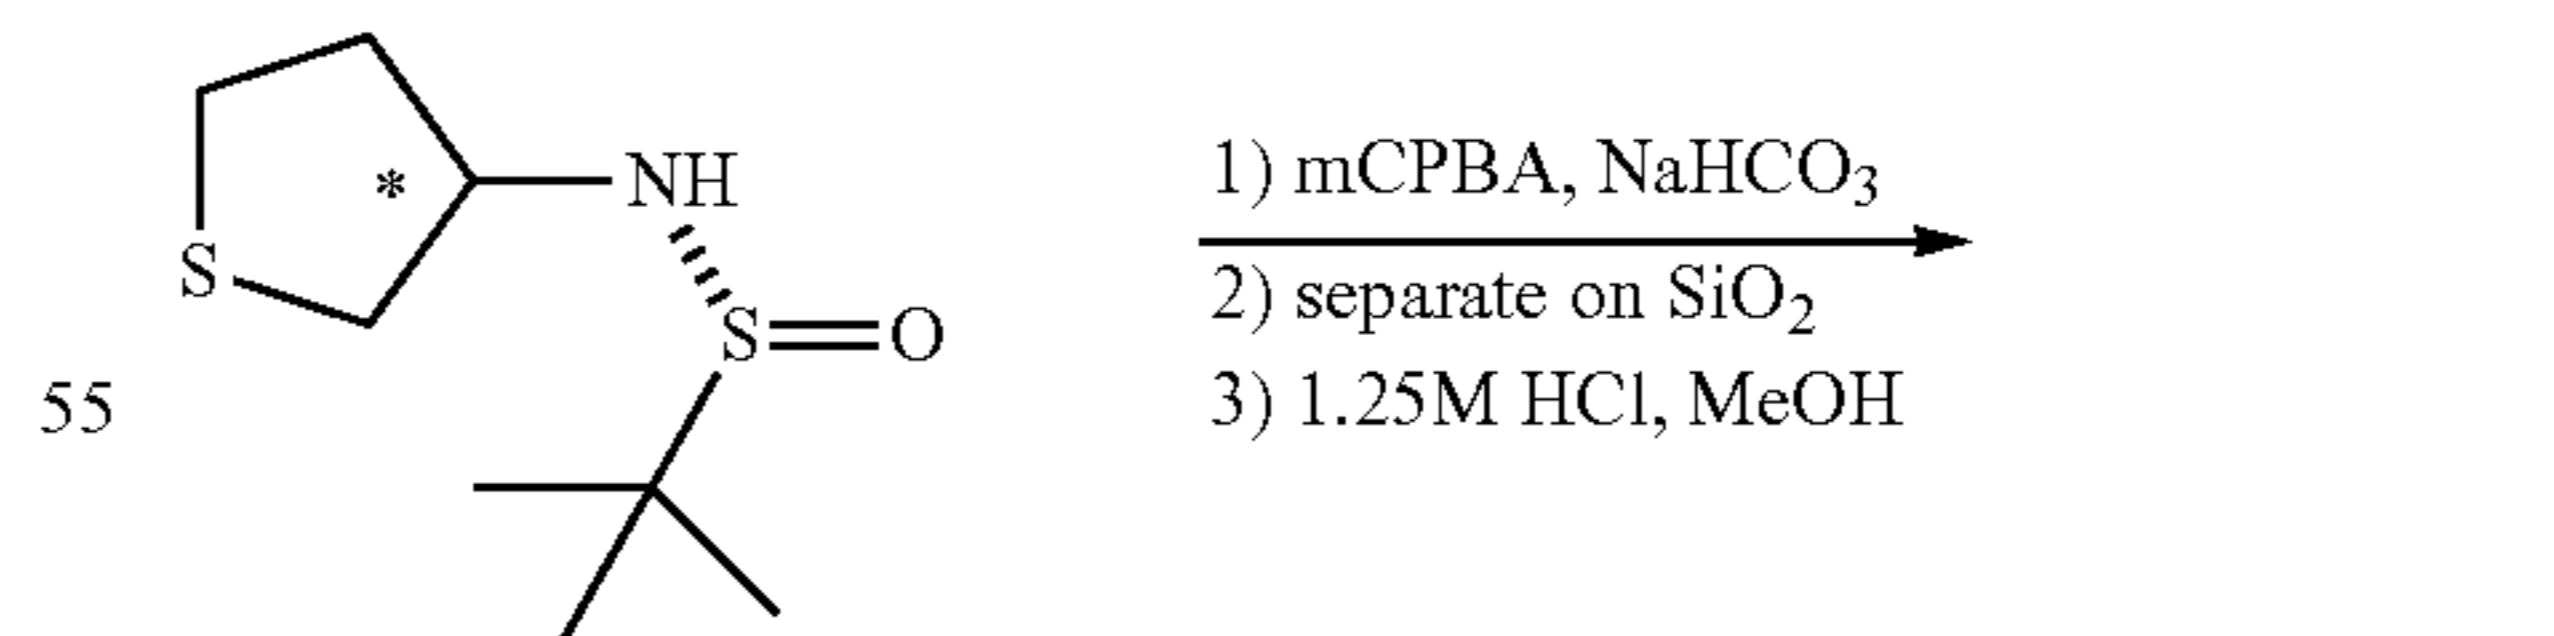 *
NH
S
S=O
55
1) mCPBA, NaHCO₃
2) separate on SiO₂
3) 1.25M HCl, MeOH